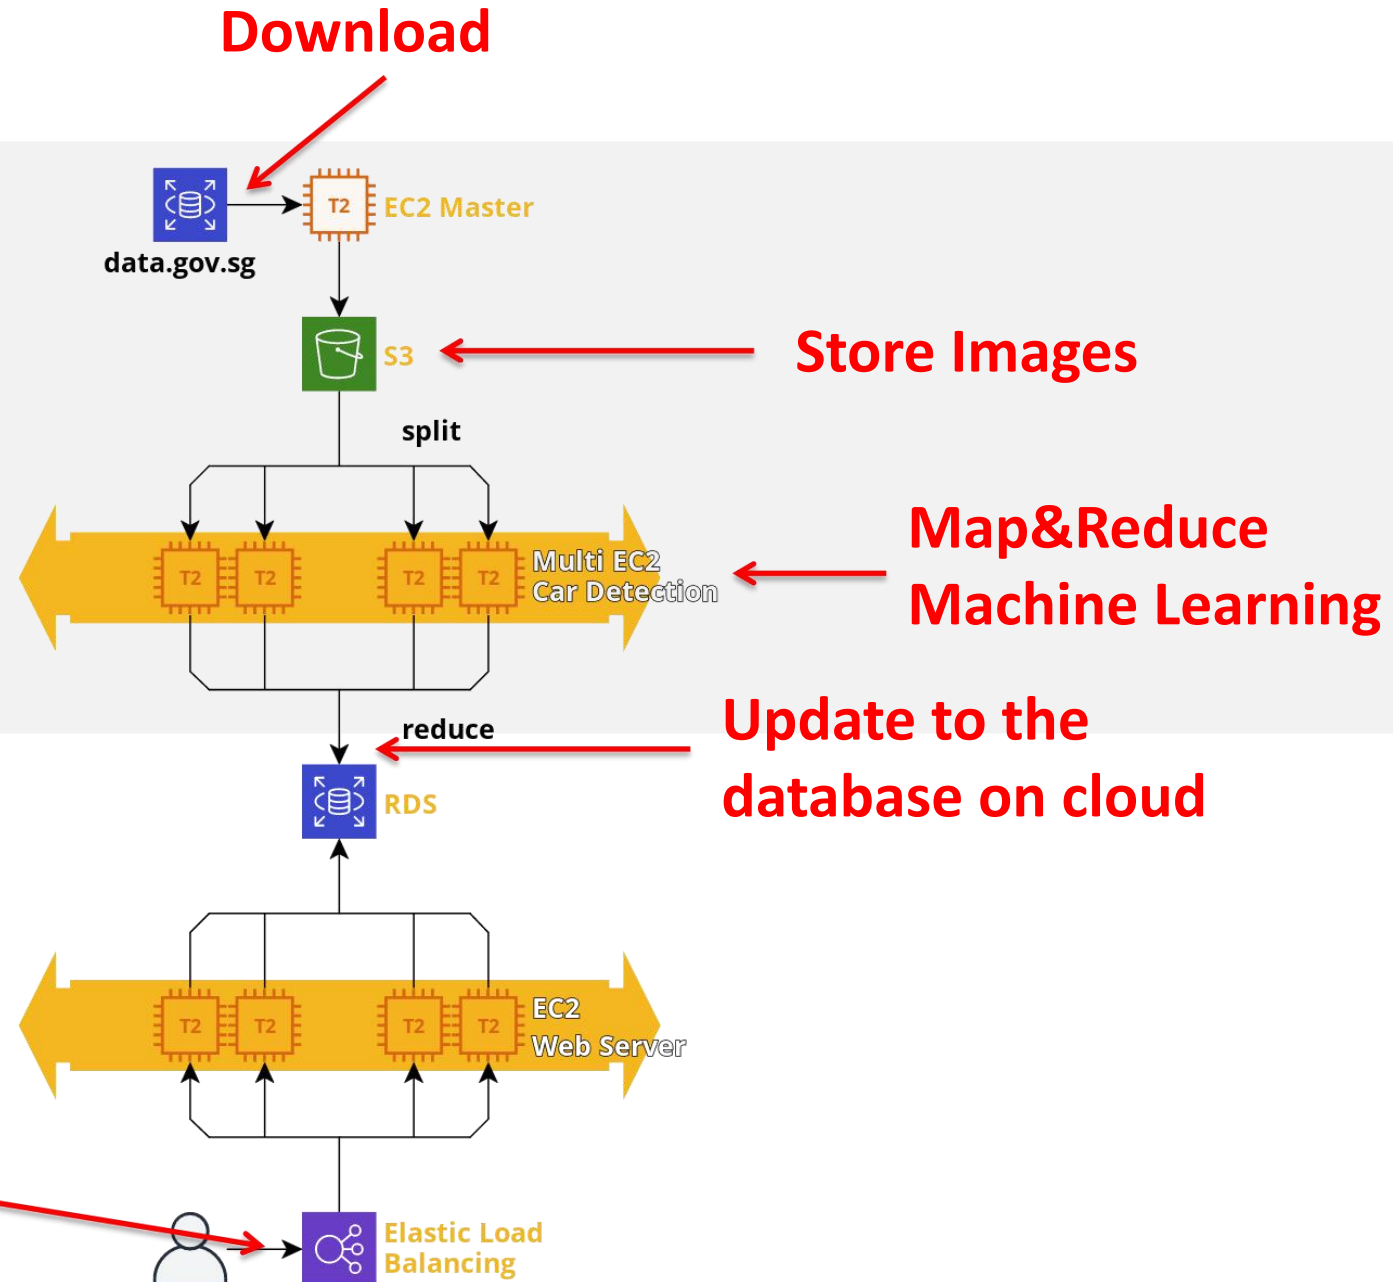 Download
T2
EC2 Master
data.gov.sg
S3
Store Images
split
Map&Reduce
Machine Learning
T2 T2 T2 T2
Multi EC2
Car Detection
reduce
Update to the
database on cloud
RDS
T2 T2 T2 T2
EC2
Web Server
Elastic Load
Balancing